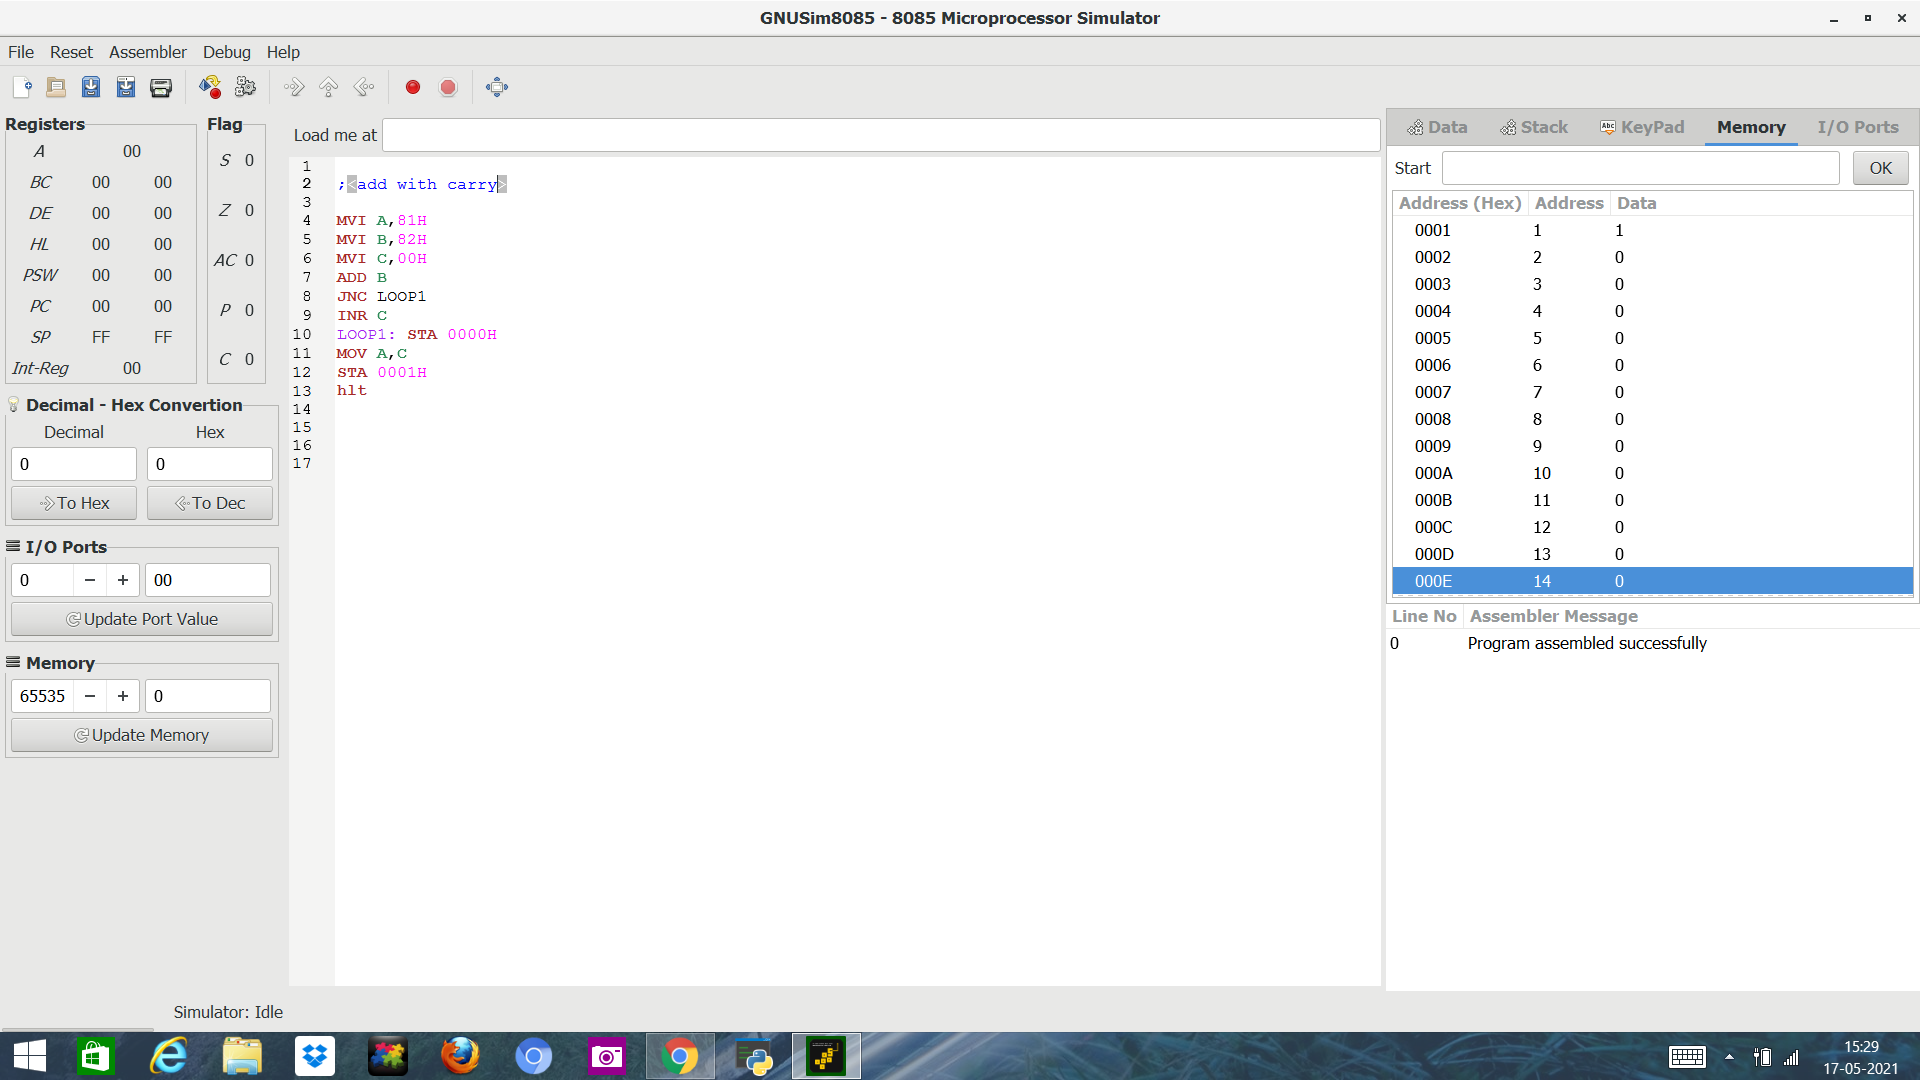 GNUSim8085 - 8085 Microprocessor Simulator
File Reset Assembler Debug Help
Registers
A 00
BC 00 00
DE 00 00
HL 00 00
PSW 00 00
PC 00 00
SP FF FF
Int-Reg 00
Flag
S 0
Z 0
AC 0
P 0
C 0
Decimal - Hex Convertion
Decimal Hex
0 0
To Hex To Dec
I/O Ports
0 − + 00
Update Port Value
Memory
65535 − + 0
Update Memory
Load me at
1
2 ;<add with carry>
3
4 MVI A,81H
5 MVI B,82H
6 MVI C,00H
7 ADD B
8 JNC LOOP1
9 INR C
10 LOOP1: STA 0000H
11 MOV A,C
12 STA 0001H
13 hlt
14
15
16
17
Data Stack Abc KeyPad Memory I/O Ports
Start OK
Address (Hex) Address Data
0001 1 1
0002 2 0
0003 3 0
0004 4 0
0005 5 0
0006 6 0
0007 7 0
0008 8 0
0009 9 0
000A 10 0
000B 11 0
000C 12 0
000D 13 0
000E 14 0
Line No Assembler Message
0 Program assembled successfully
Simulator: Idle
15:29
17-05-2021